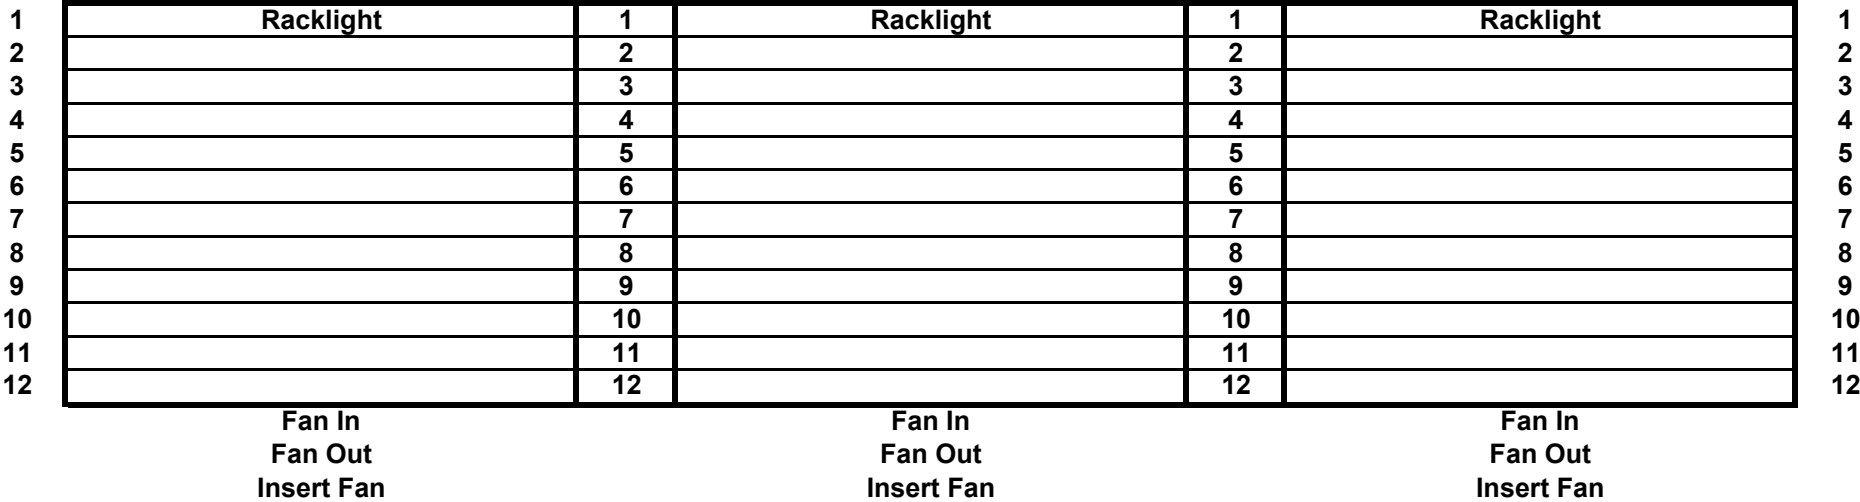 1 Racklight 1 Racklight 1 Racklight 1
2 2 2 2
3 3 3 3
4 4 4 4
5 5 5 5
6 6 6 6
7 7 7 7
8 8 8 8
9 9 9 9
10 10 10 10
11 11 11 11
12 12 12 12
Fan In Fan In Fan In
Fan Out Fan Out Fan Out
Insert Fan Insert Fan Insert Fan